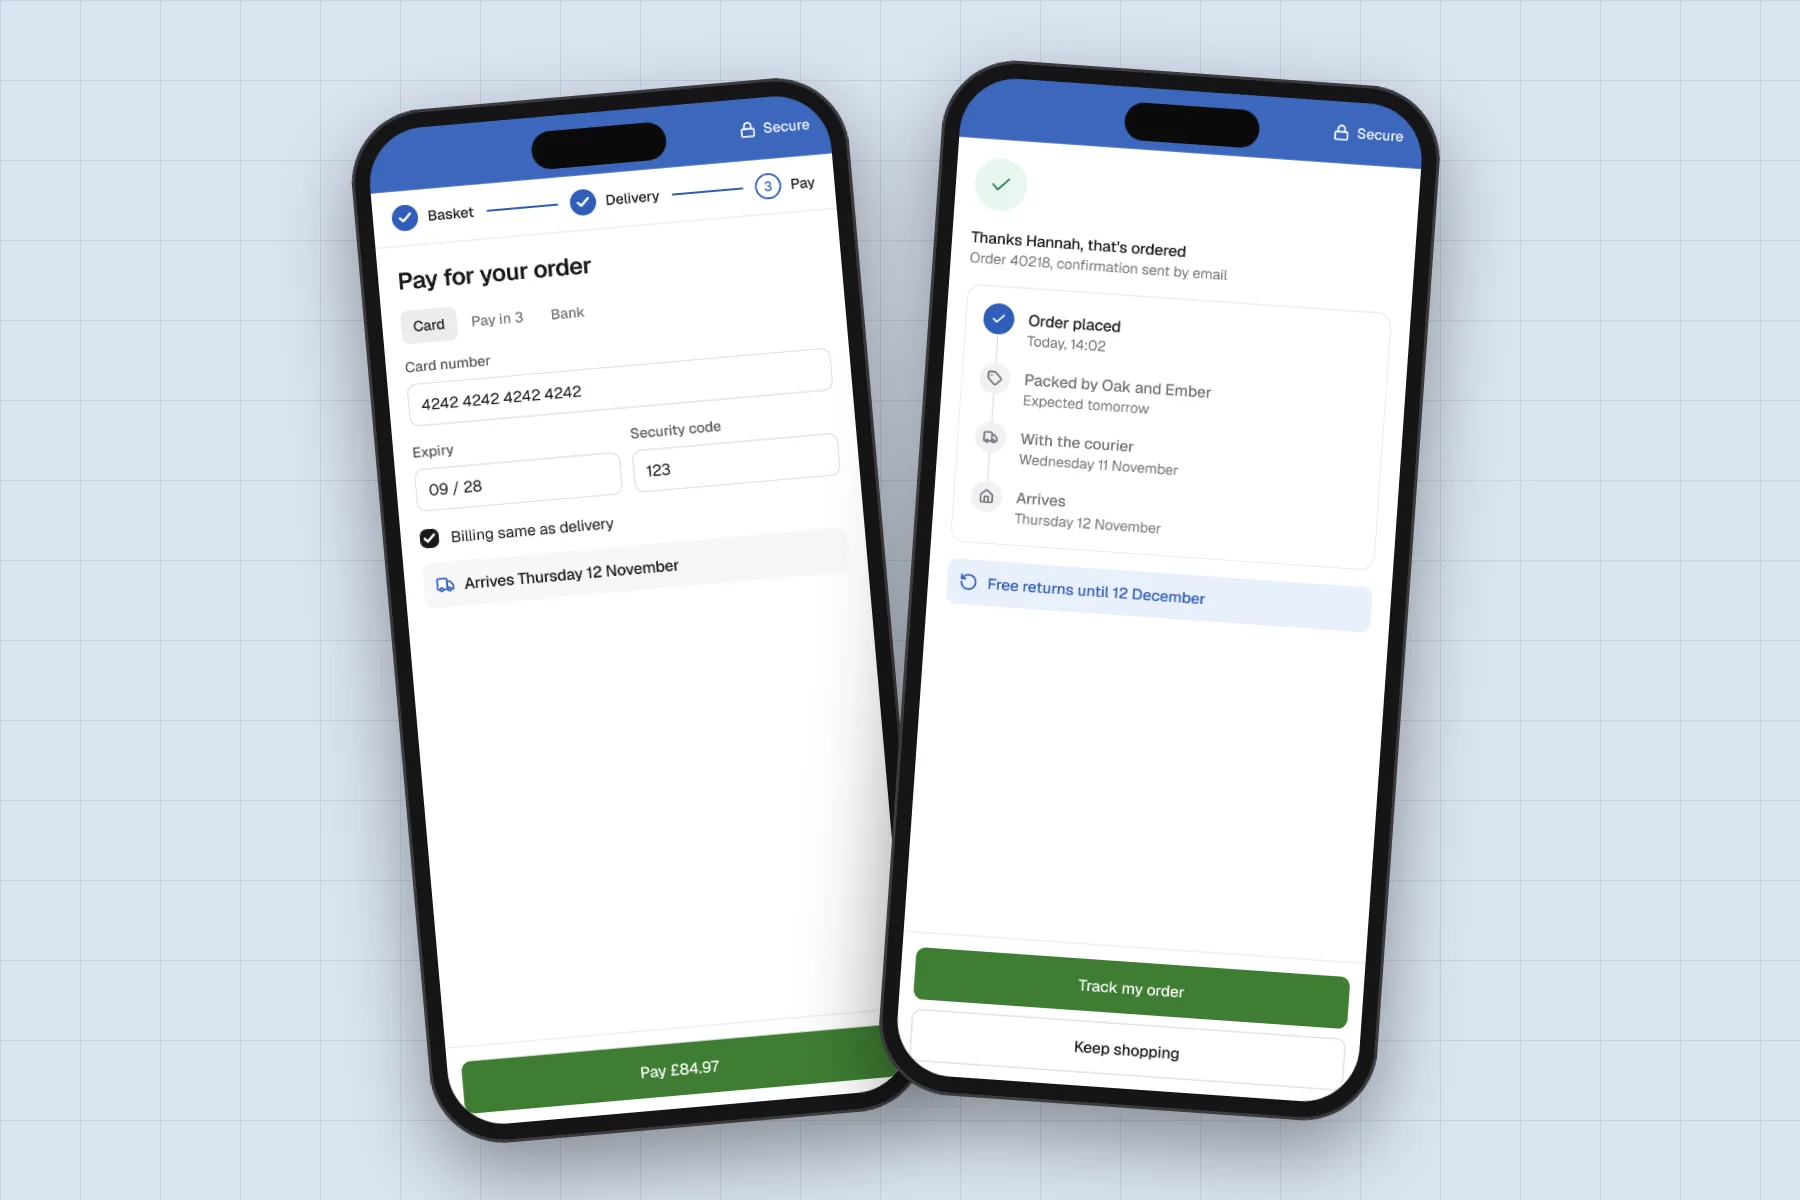 Secure
Basket
Delivery
3
Pay
Pay for your order
Card
Pay in 3
Bank
Card number
4242 4242 4242 4242
Expiry
Security code
09 / 28
123
Billing same as delivery
Arrives Thursday 12 November
Pay £84.97
Secure
Thanks Hannah, that's ordered
Order 40218, confirmation sent by email
Order placed
Today, 14:02
Packed by Oak and Ember
Expected tomorrow
With the courier
Wednesday 11 November
Arrives
Thursday 12 November
Free returns until 12 December
Track my order
Keep shopping